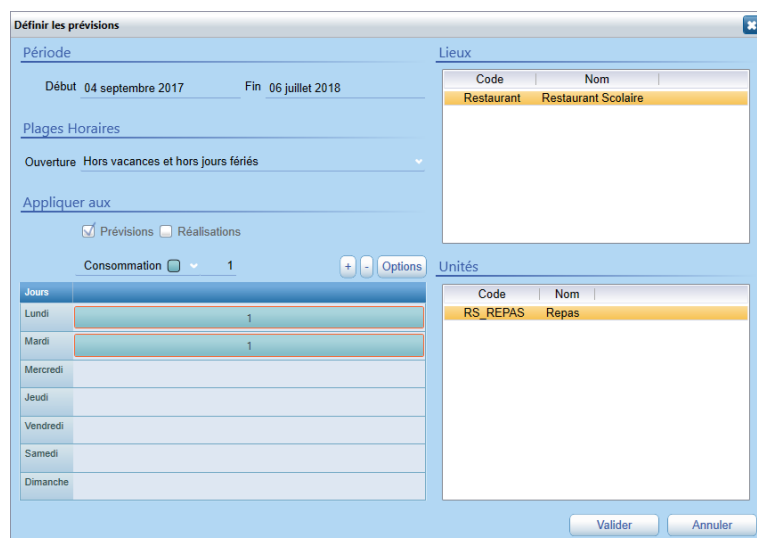 Définir les prévisions
Période
Début 04 septembre 2017 Fin 06 juillet 2018
Plages Horaires
Ouverture Hors vacances et hors jours fériés
Appliquer aux
Prévisions Réalisations
Consommation 1 + - Options
Jours
Lundi 1
Mardi 1
Mercredi
Jeudi
Vendredi
Samedi
Dimanche
Lieux
Code Nom
Restaurant Restaurant Scolaire
Unités
Code Nom
RS_REPAS Repas
Valider Annuler